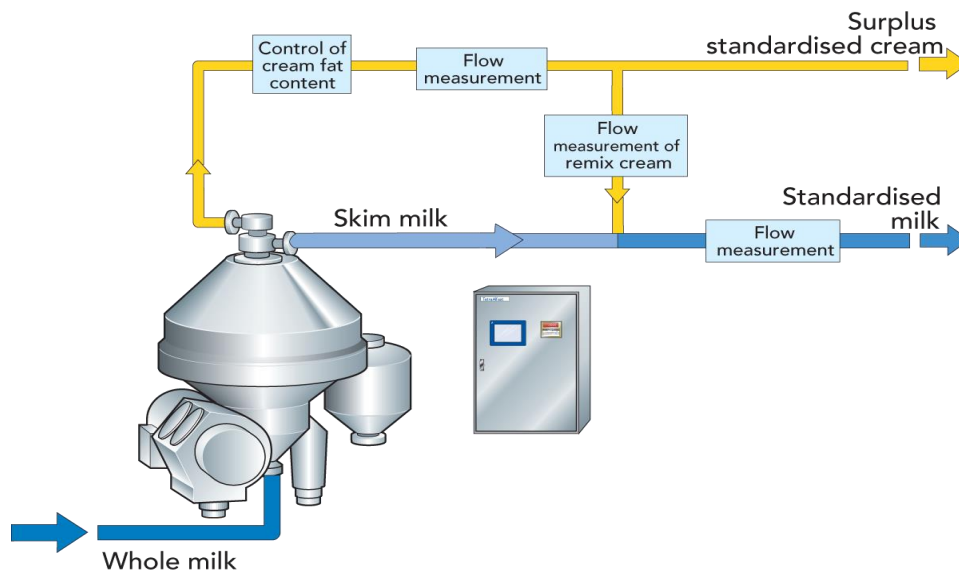 Surplus
standardised cream
Control of
cream fat
content
Flow
measurement
Flow
measurement of
remix cream
Skim milk
Standardised
milk
Flow
measurement
Whole milk